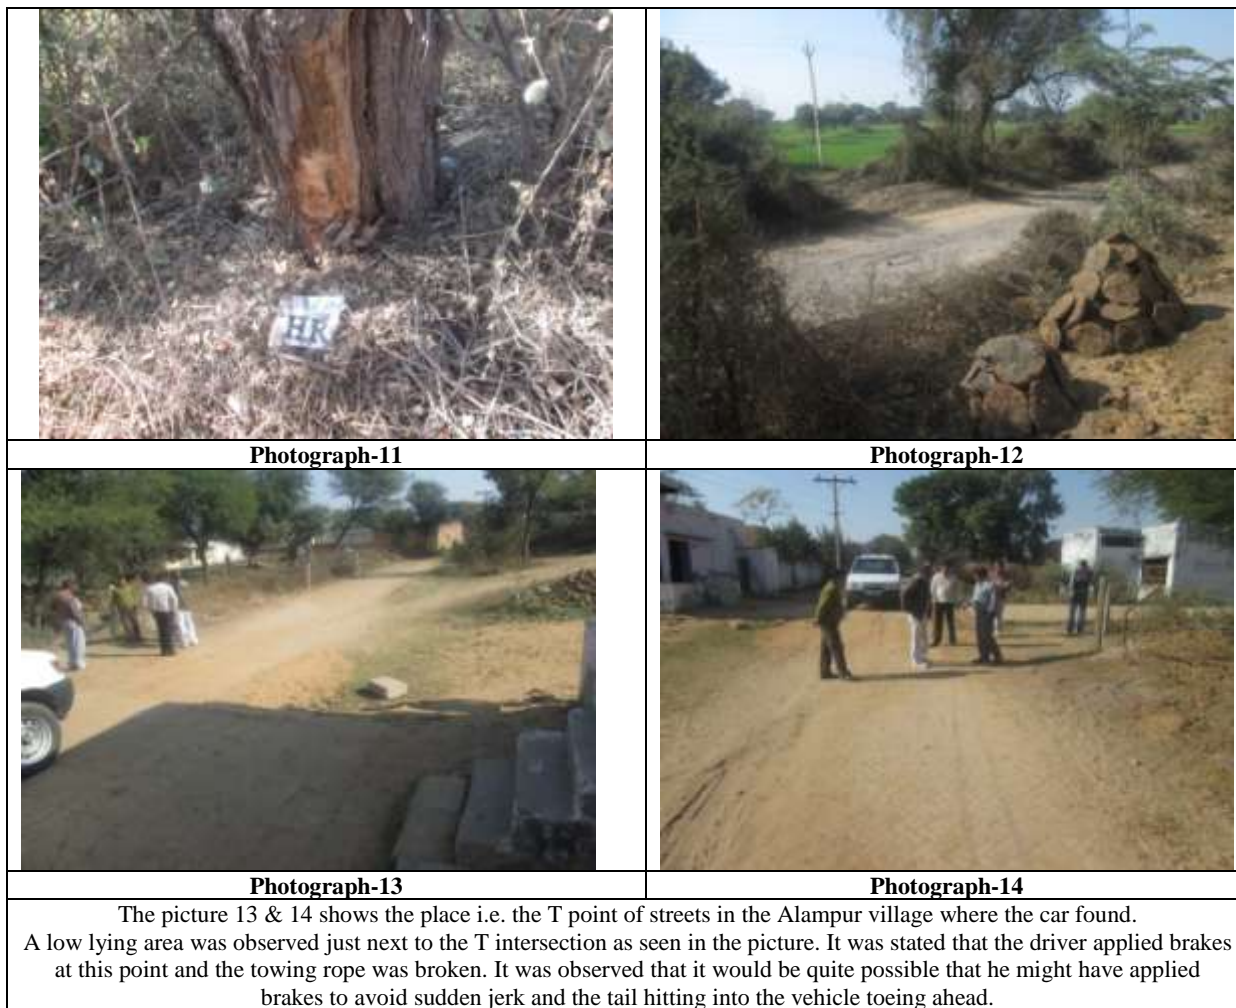 HR
Photograph-11
Photograph-12
Photograph-13
Photograph-14
The picture 13 & 14 shows the place i.e. the T point of streets in the Alampur village where the car found.
A low lying area was observed just next to the T intersection as seen in the picture. It was stated that the driver applied brakes
at this point and the towing rope was broken. It was observed that it would be quite possible that he might have applied
brakes to avoid sudden jerk and the tail hitting into the vehicle toeing ahead.